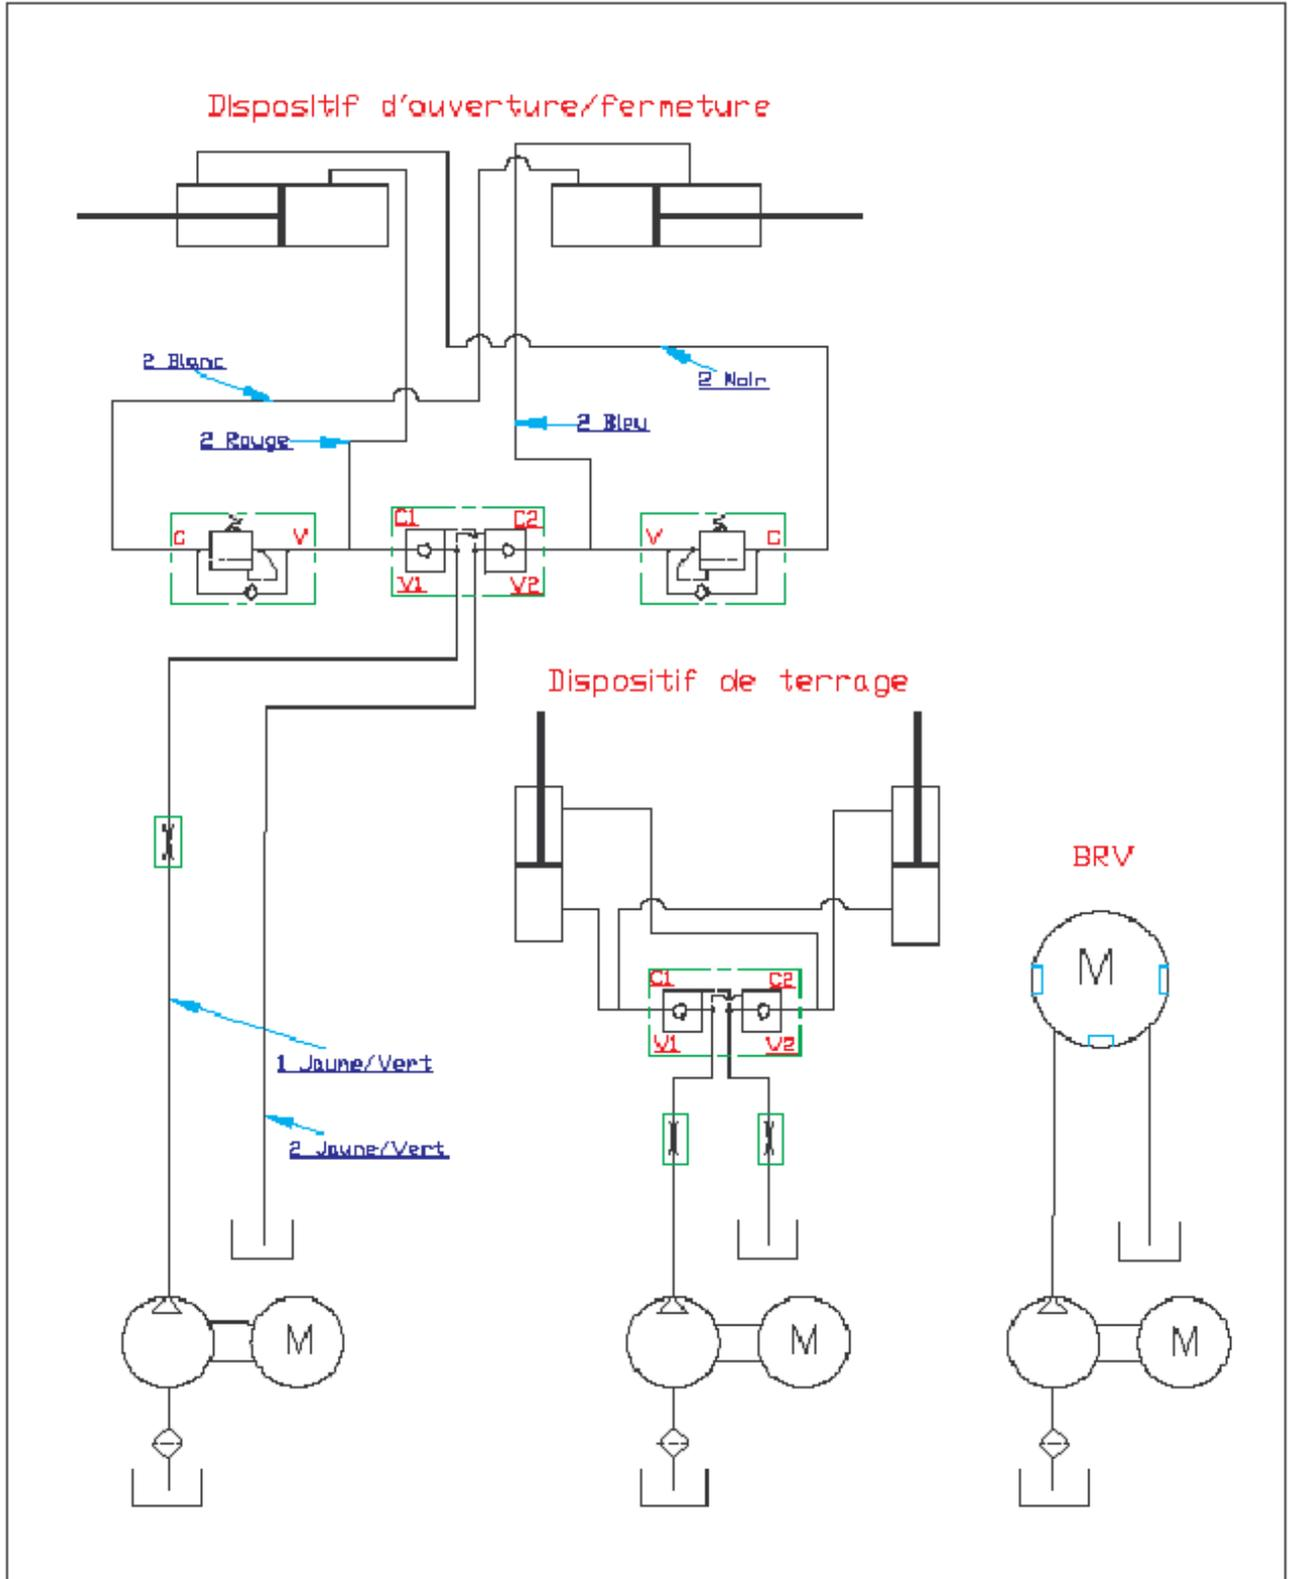 Dispositif d'ouverture/fermeture
2 Blanc
2 Noir
2 Rouge
2 Bleu
C V
C1 C2
V C
V1 V2
Dispositif de terrage
BRV
M
C1 C2
V1 V2
1 Jaune/Vert
2 Jaune/Vert
M M M